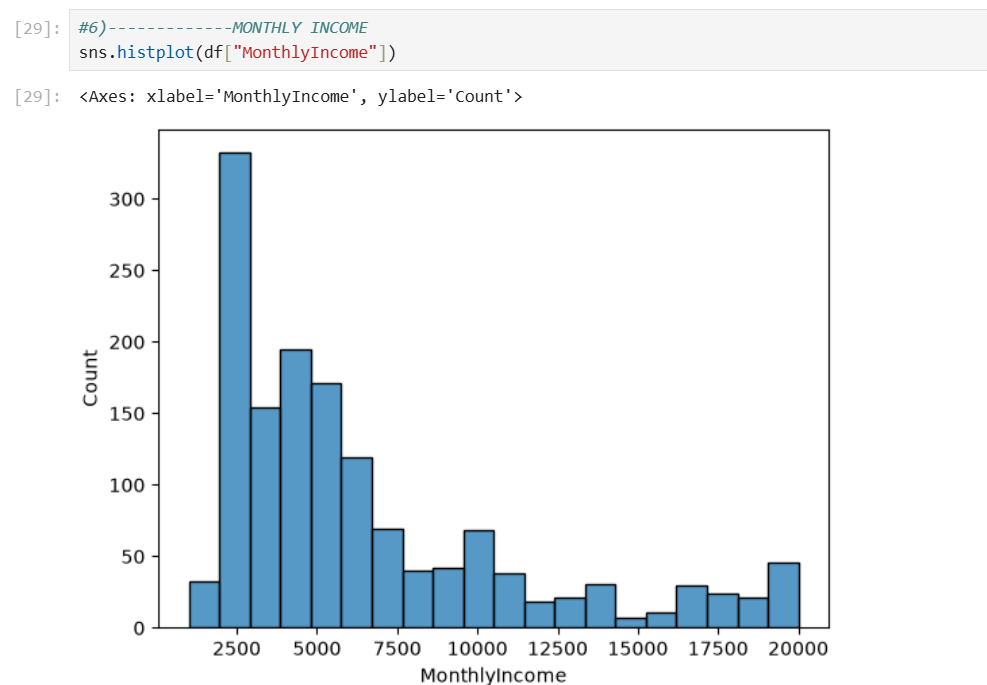 [29]: #6)-------------MONTHLY INCOME
sns.histplot(df["MonthlyIncome"])
[29]: <Axes: xlabel='MonthlyIncome', ylabel='Count'>
300
250
200
150
100
50
0
Count
2500 5000 7500 10000 12500 15000 17500 20000
MonthlyIncome